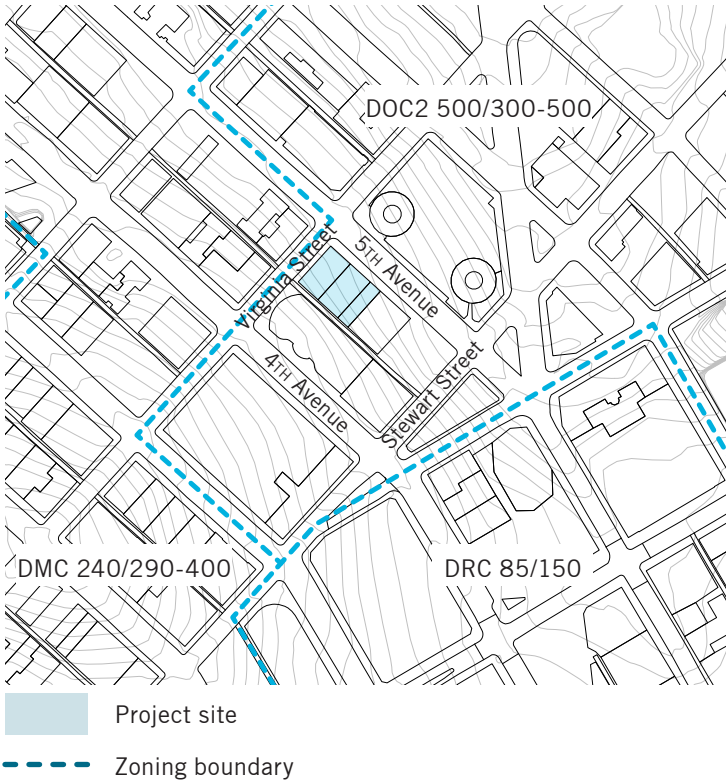 DOC2 500/300-500
Virginia Street
5TH Avenue
4TH Avenue
Stewart Street
DMC 240/290-400
DRC 85/150
Project site
Zoning boundary